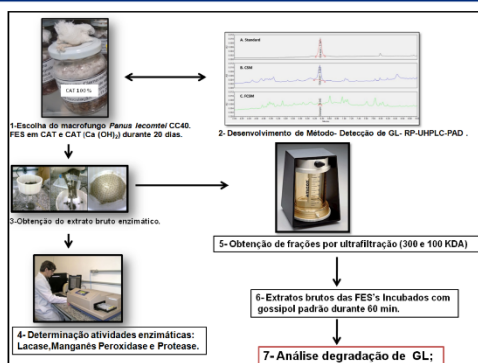 CAT 100 %
A. Standard
B. CSM
C. FCSM
1-Escolha do macrofungo Panus lecomtei CC40.
FES em CAT e CAT |Ca (OH)₂) durante 20 dias.
2- Desenvolvimento de Método- Detecção de GL- RP-UHPLC-PAD .
3-Obtenção do extrato bruto enzimático.
5- Obtenção de frações por ultrafiltração (300 e 100 KDA)
4- Determinação atividades enzimáticas:
Lacase,Manganês Peroxidase e Protease.
6- Extratos brutos das FES's Incubados com
gossipol padrão durante 60 min.
7- Análise degradação de GL;